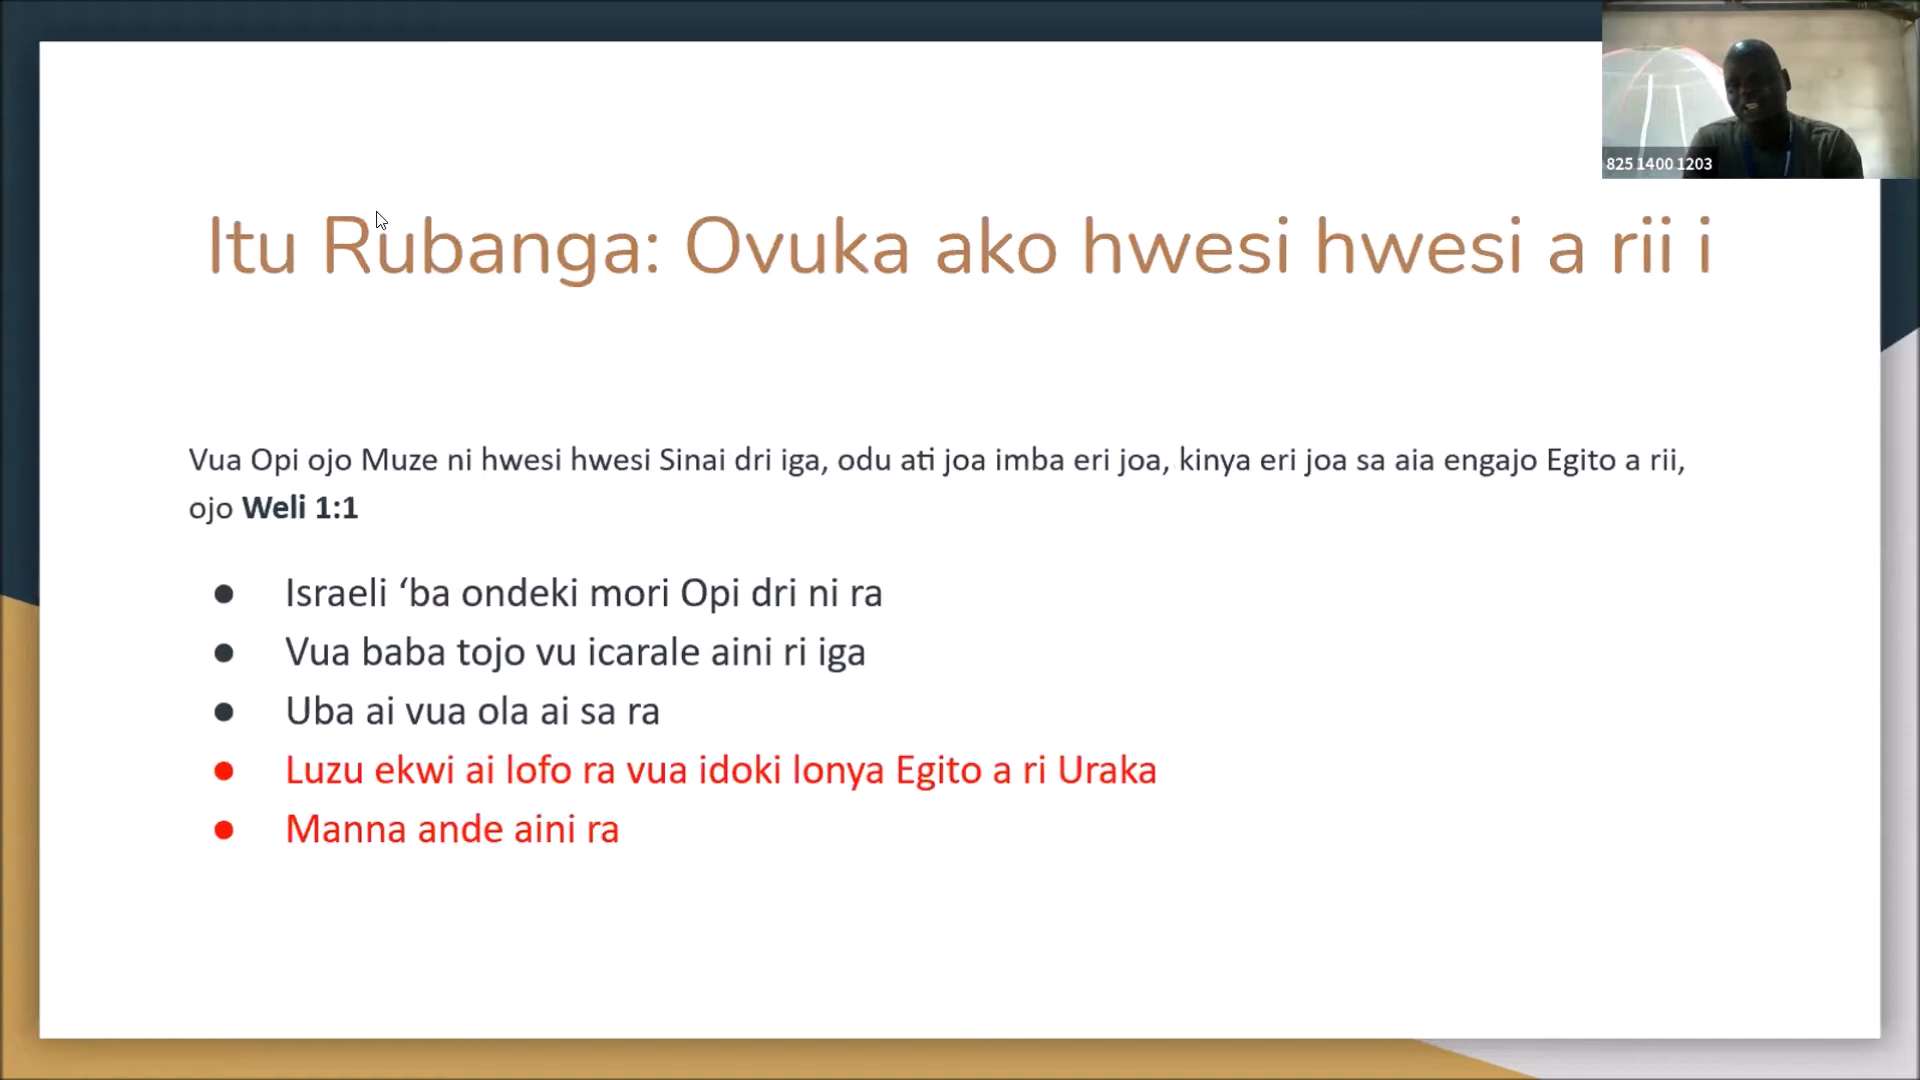 825 1400 1203
Itu Rubanga: Ovuka ako hwesi hwesi a rii i
Vua Opi ojo Muze ni hwesi hwesi Sinai dri iga, odu ati joa imba eri joa, kinya eri joa sa aia engajo Egito a rii,
ojo Weli 1:1
● Israeli ‘ba ondeki mori Opi dri ni ra
● Vua baba tojo vu icarale aini ri iga
● Uba ai vua ola ai sa ra
● Luzu ekwi ai lofo ra vua idoki lonya Egito a ri Uraka
● Manna ande aini ra